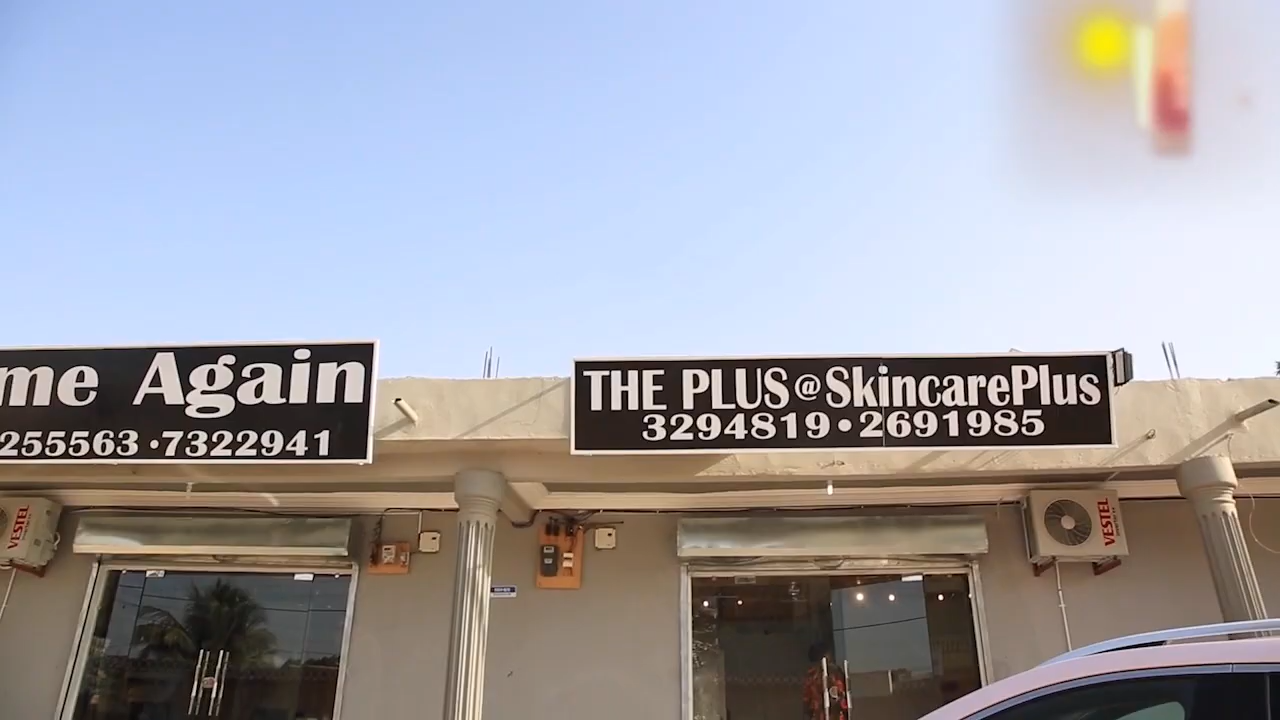 me Again
255563 · 7322941
THE PLUS @ SkincarePlus
3294819 • 2691985
VESTEL
VESTEL